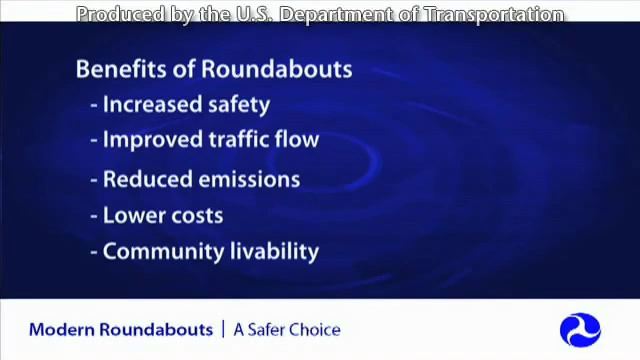 Produced by the U.S. Department of Transportation
Benefits of Roundabouts
- Increased safety
- Improved traffic flow
- Reduced emissions
- Lower costs
- Community livability
Modern Roundabouts | A Safer Choice